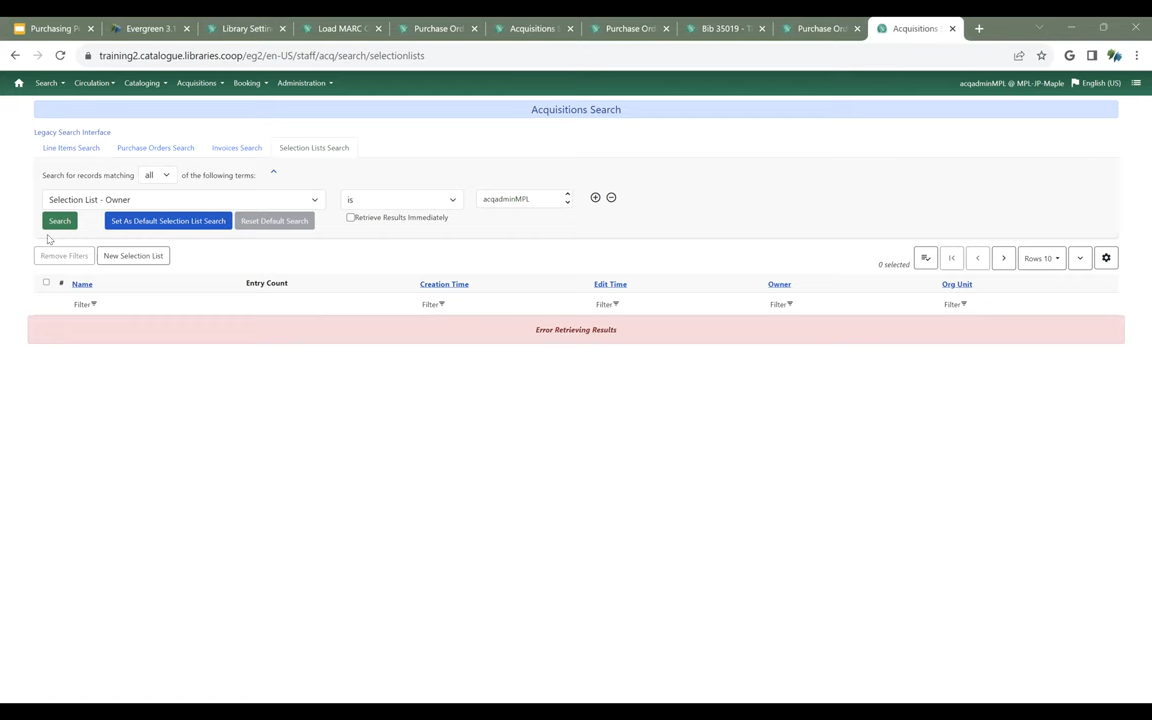 Purchasing P
Evergreen 3.1
Library Settin
Load MARC O
Purchase Ord
Acquisitions
Purchase Ord
Bib 35019 - T
Purchase Ord
Acquisitions
training2.catalogue.libraries.coop/eg2/en-US/staff/acq/search/selectionlists
Search Circulation Cataloging Acquisitions Booking Administration acqadminMPL @ MPL-JP-Maple English (US)
Acquisitions Search
Legacy Search Interface
Line Items Search Purchase Orders Search Invoices Search Selection Lists Search
Search for records matching all of the following terms:
Selection List - Owner is acqadminMPL
Search Set As Default Selection List Search Reset Default Search Retrieve Results Immediately
Remove Filters New Selection List 0 selected Rows 10
# Name Entry Count Creation Time Edit Time Owner Org Unit
Filter Filter Filter Filter Filter
Error Retrieving Results